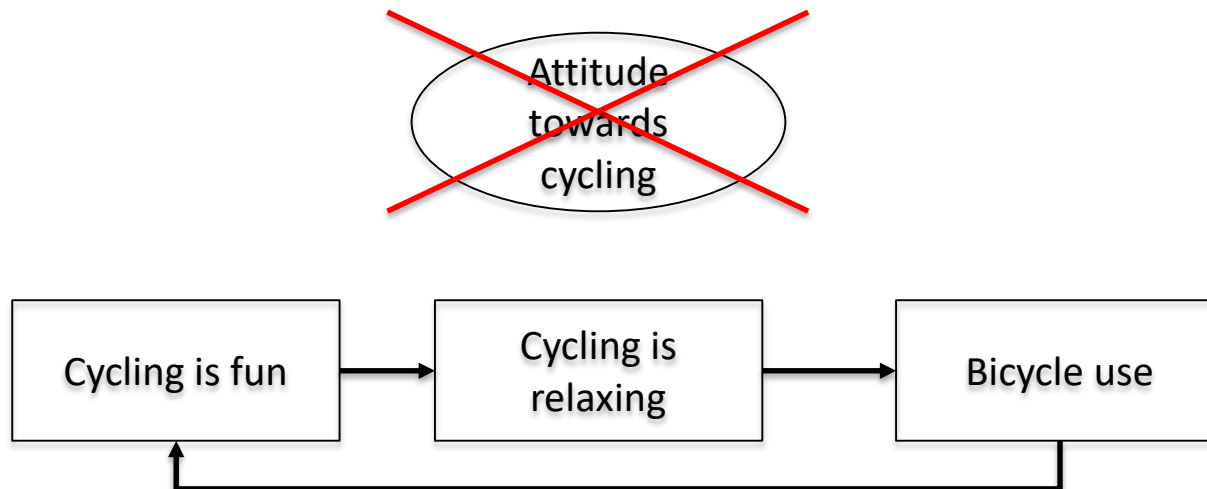 Attitude
towards
cycling
Cycling is fun
Cycling is
relaxing
Bicycle use